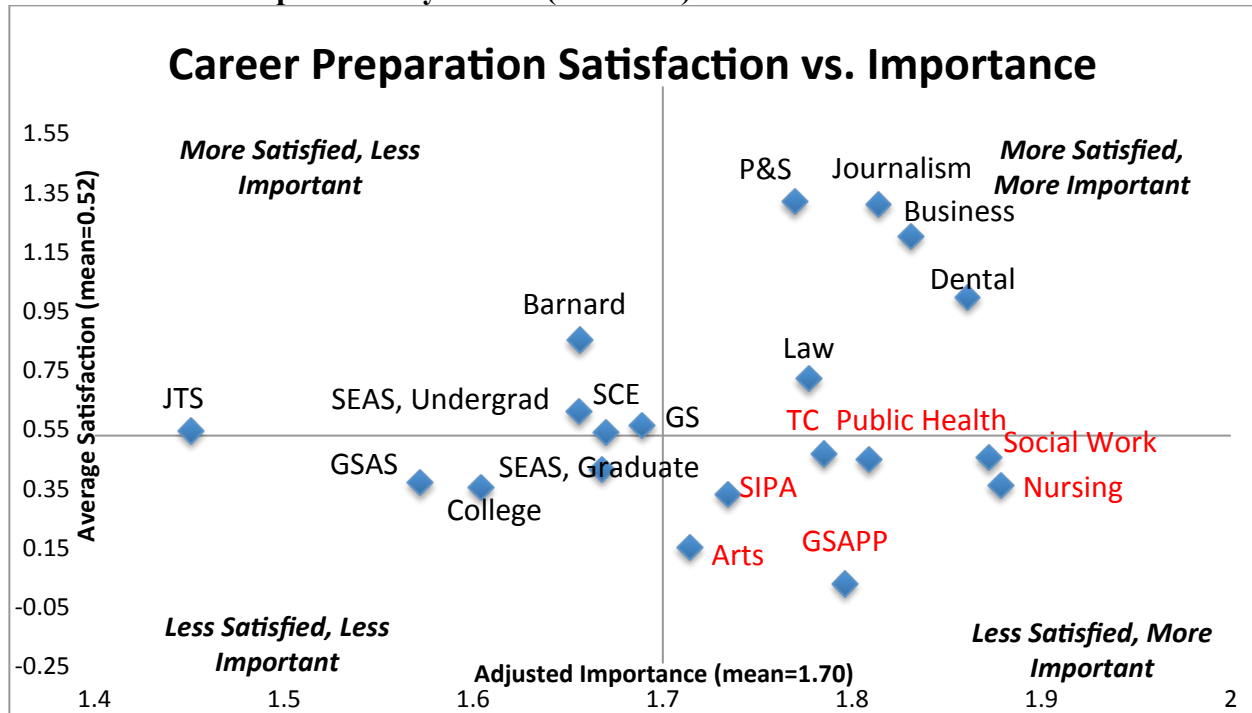 Career Preparation Satisfaction vs. Importance
1.55
1.35
1.15
0.95
0.75
0.55
0.35
0.15
-0.05
-0.25
Average Satisfaction (mean=0.52)
More Satisfied, Less
Important
More Satisfied,
More Important
P&S
Journalism
Business
Dental
Barnard
Law
JTS
SEAS, Undergrad
SCE
GS
TC
Public Health
Social Work
GSAS
SEAS, Graduate
College
SIPA
Nursing
Arts
GSAPP
Less Satisfied, Less
Important
Less Satisfied, More
Important
Adjusted Importance (mean=1.70)
1.4
1.5
1.6
1.7
1.8
1.9
2